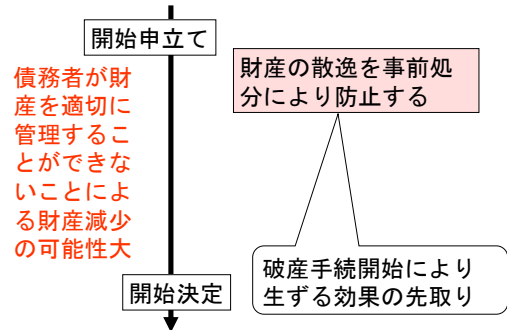 開始申立て
債務者が財
産を適切に
管理するこ
とができな
いことによ
る財産減少
の可能性大
財産の散逸を事前処
分により防止する
破産手続開始により
生ずる効果の先取り
開始決定